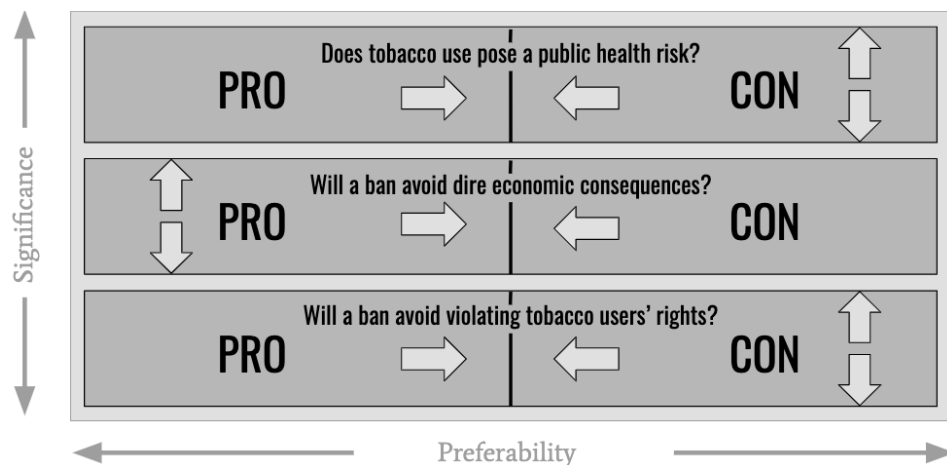 Significance
Does tobacco use pose a public health risk?
PRO
CON
Will a ban avoid dire economic consequences?
PRO
CON
Will a ban avoid violating tobacco users’ rights?
PRO
CON
Preferability